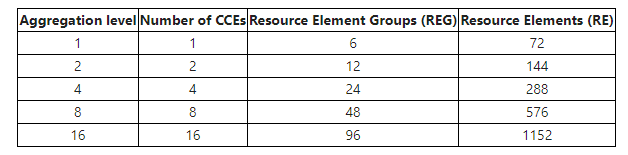 Aggregation level Number of CCEs Resource Element Groups (REG) Resource Elements (RE)
1 1 6 72
2 2 12 144
4 4 24 288
8 8 48 576
16 16 96 1152